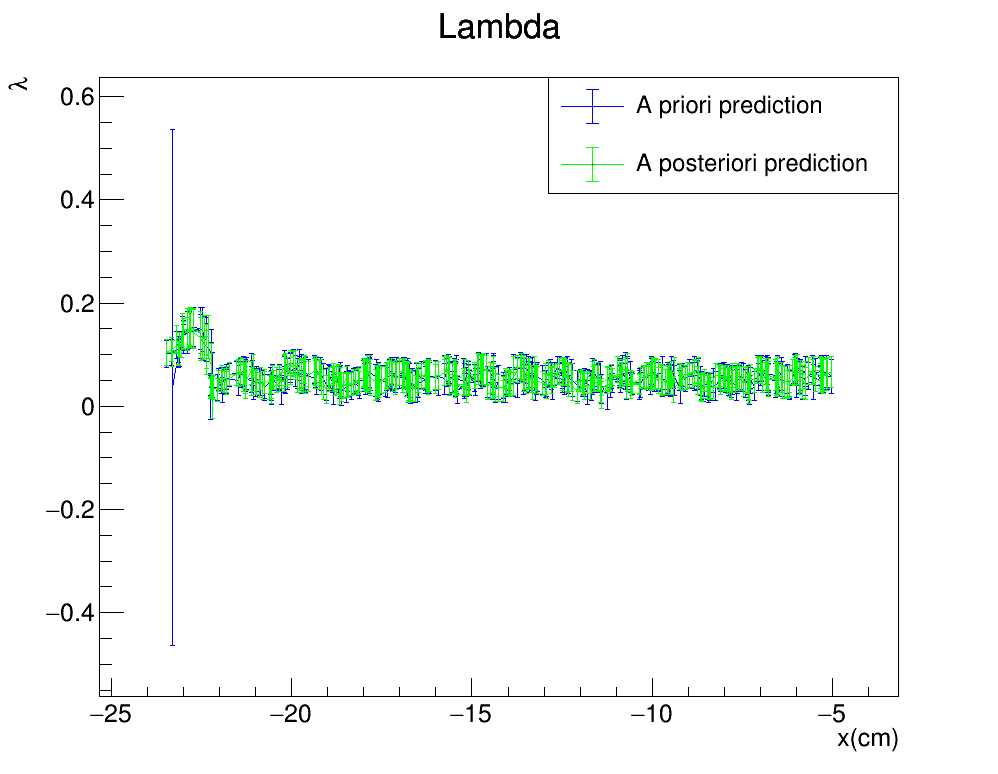 Lambda
λ
0.6
0.4
0.2
0
−0.2
−0.4
A priori prediction
A posteriori prediction
−25 −20 −15 −10 −5
x(cm)